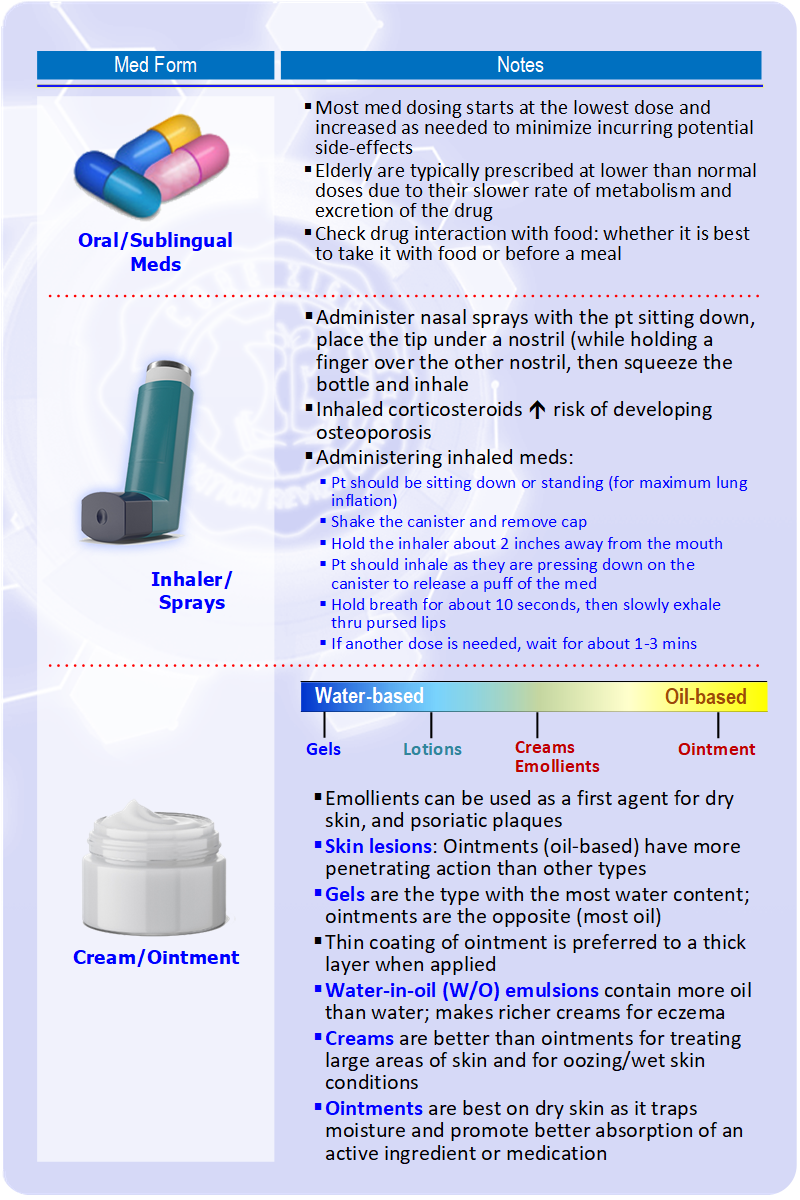 Med Form
Notes
Oral/Sublingual
Meds
▪Most med dosing starts at the lowest dose and
increased as needed to minimize incurring potential
side-effects
▪Elderly are typically prescribed at lower than normal
doses due to their slower rate of metabolism and
excretion of the drug
▪Check drug interaction with food: whether it is best
to take it with food or before a meal
Inhaler/
Sprays
▪Administer nasal sprays with the pt sitting down,
place the tip under a nostril (while holding a
finger over the other nostril, then squeeze the
bottle and inhale
▪Inhaled corticosteroids ↑ risk of developing
osteoporosis
▪Administering inhaled meds:
▪Pt should be sitting down or standing (for maximum lung
inflation)
▪Shake the canister and remove cap
▪Hold the inhaler about 2 inches away from the mouth
▪Pt should inhale as they are pressing down on the
canister to release a puff of the med
▪Hold breath for about 10 seconds, then slowly exhale
thru pursed lips
▪If another dose is needed, wait for about 1-3 mins
Water-based
Oil-based
Gels
Lotions
Creams
Emollients
Ointment
Cream/Ointment
▪Emollients can be used as a first agent for dry
skin, and psoriatic plaques
▪Skin lesions: Ointments (oil-based) have more
penetrating action than other types
▪Gels are the type with the most water content;
ointments are the opposite (most oil)
▪Thin coating of ointment is preferred to a thick
layer when applied
▪Water-in-oil (W/O) emulsions contain more oil
than water; makes richer creams for eczema
▪Creams are better than ointments for treating
large areas of skin and for oozing/wet skin
conditions
▪Ointments are best on dry skin as it traps
moisture and promote better absorption of an
active ingredient or medication